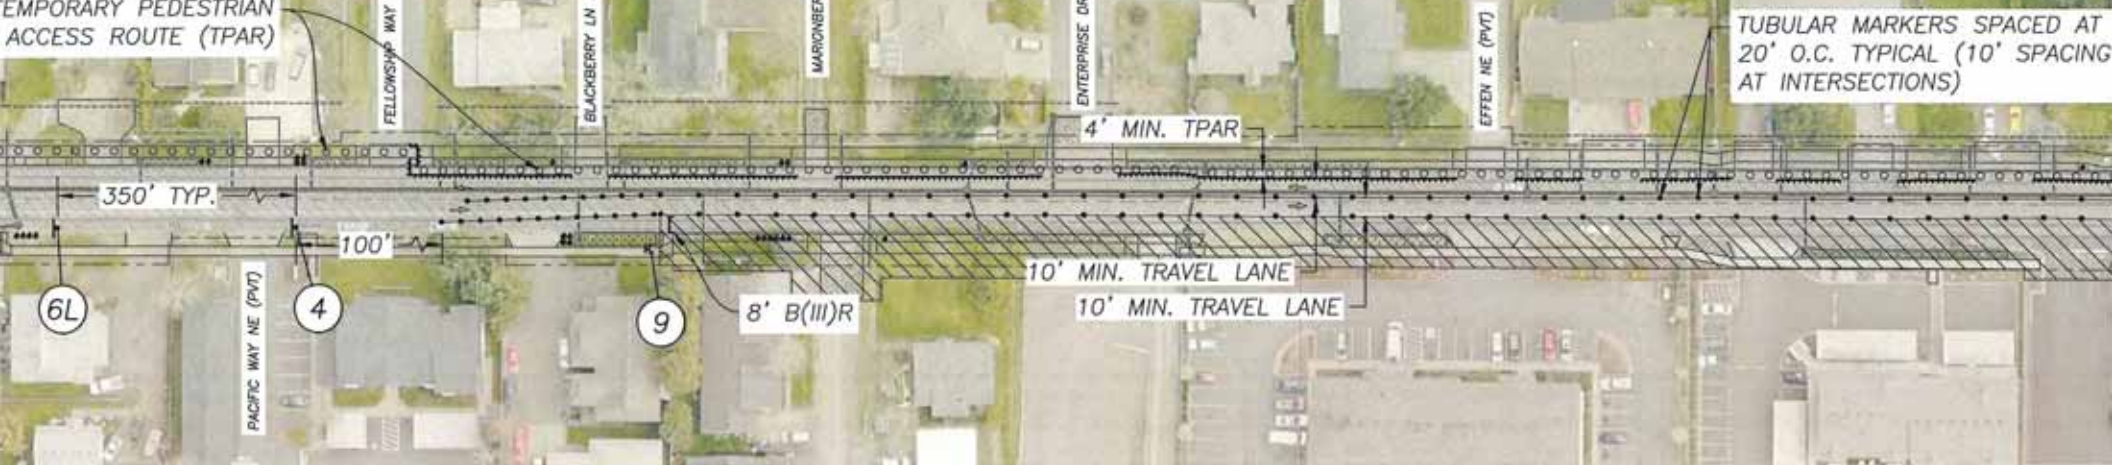 TEMPORARY PEDESTRIAN
ACCESS ROUTE (TPAR)
FELLOWSHIP WAY
BLACKBERRY LN
ENTERPRISE DR
EFFEN NE (PVT)
TUBULAR MARKERS SPACED AT
20' O.C. TYPICAL (10' SPACING
AT INTERSECTIONS)
4' MIN. TPAR
350' TYP.
100'
10' MIN. TRAVEL LANE
10' MIN. TRAVEL LANE
6L
4
9
8' B(III)R
PACIFIC WAY NE (PVT)